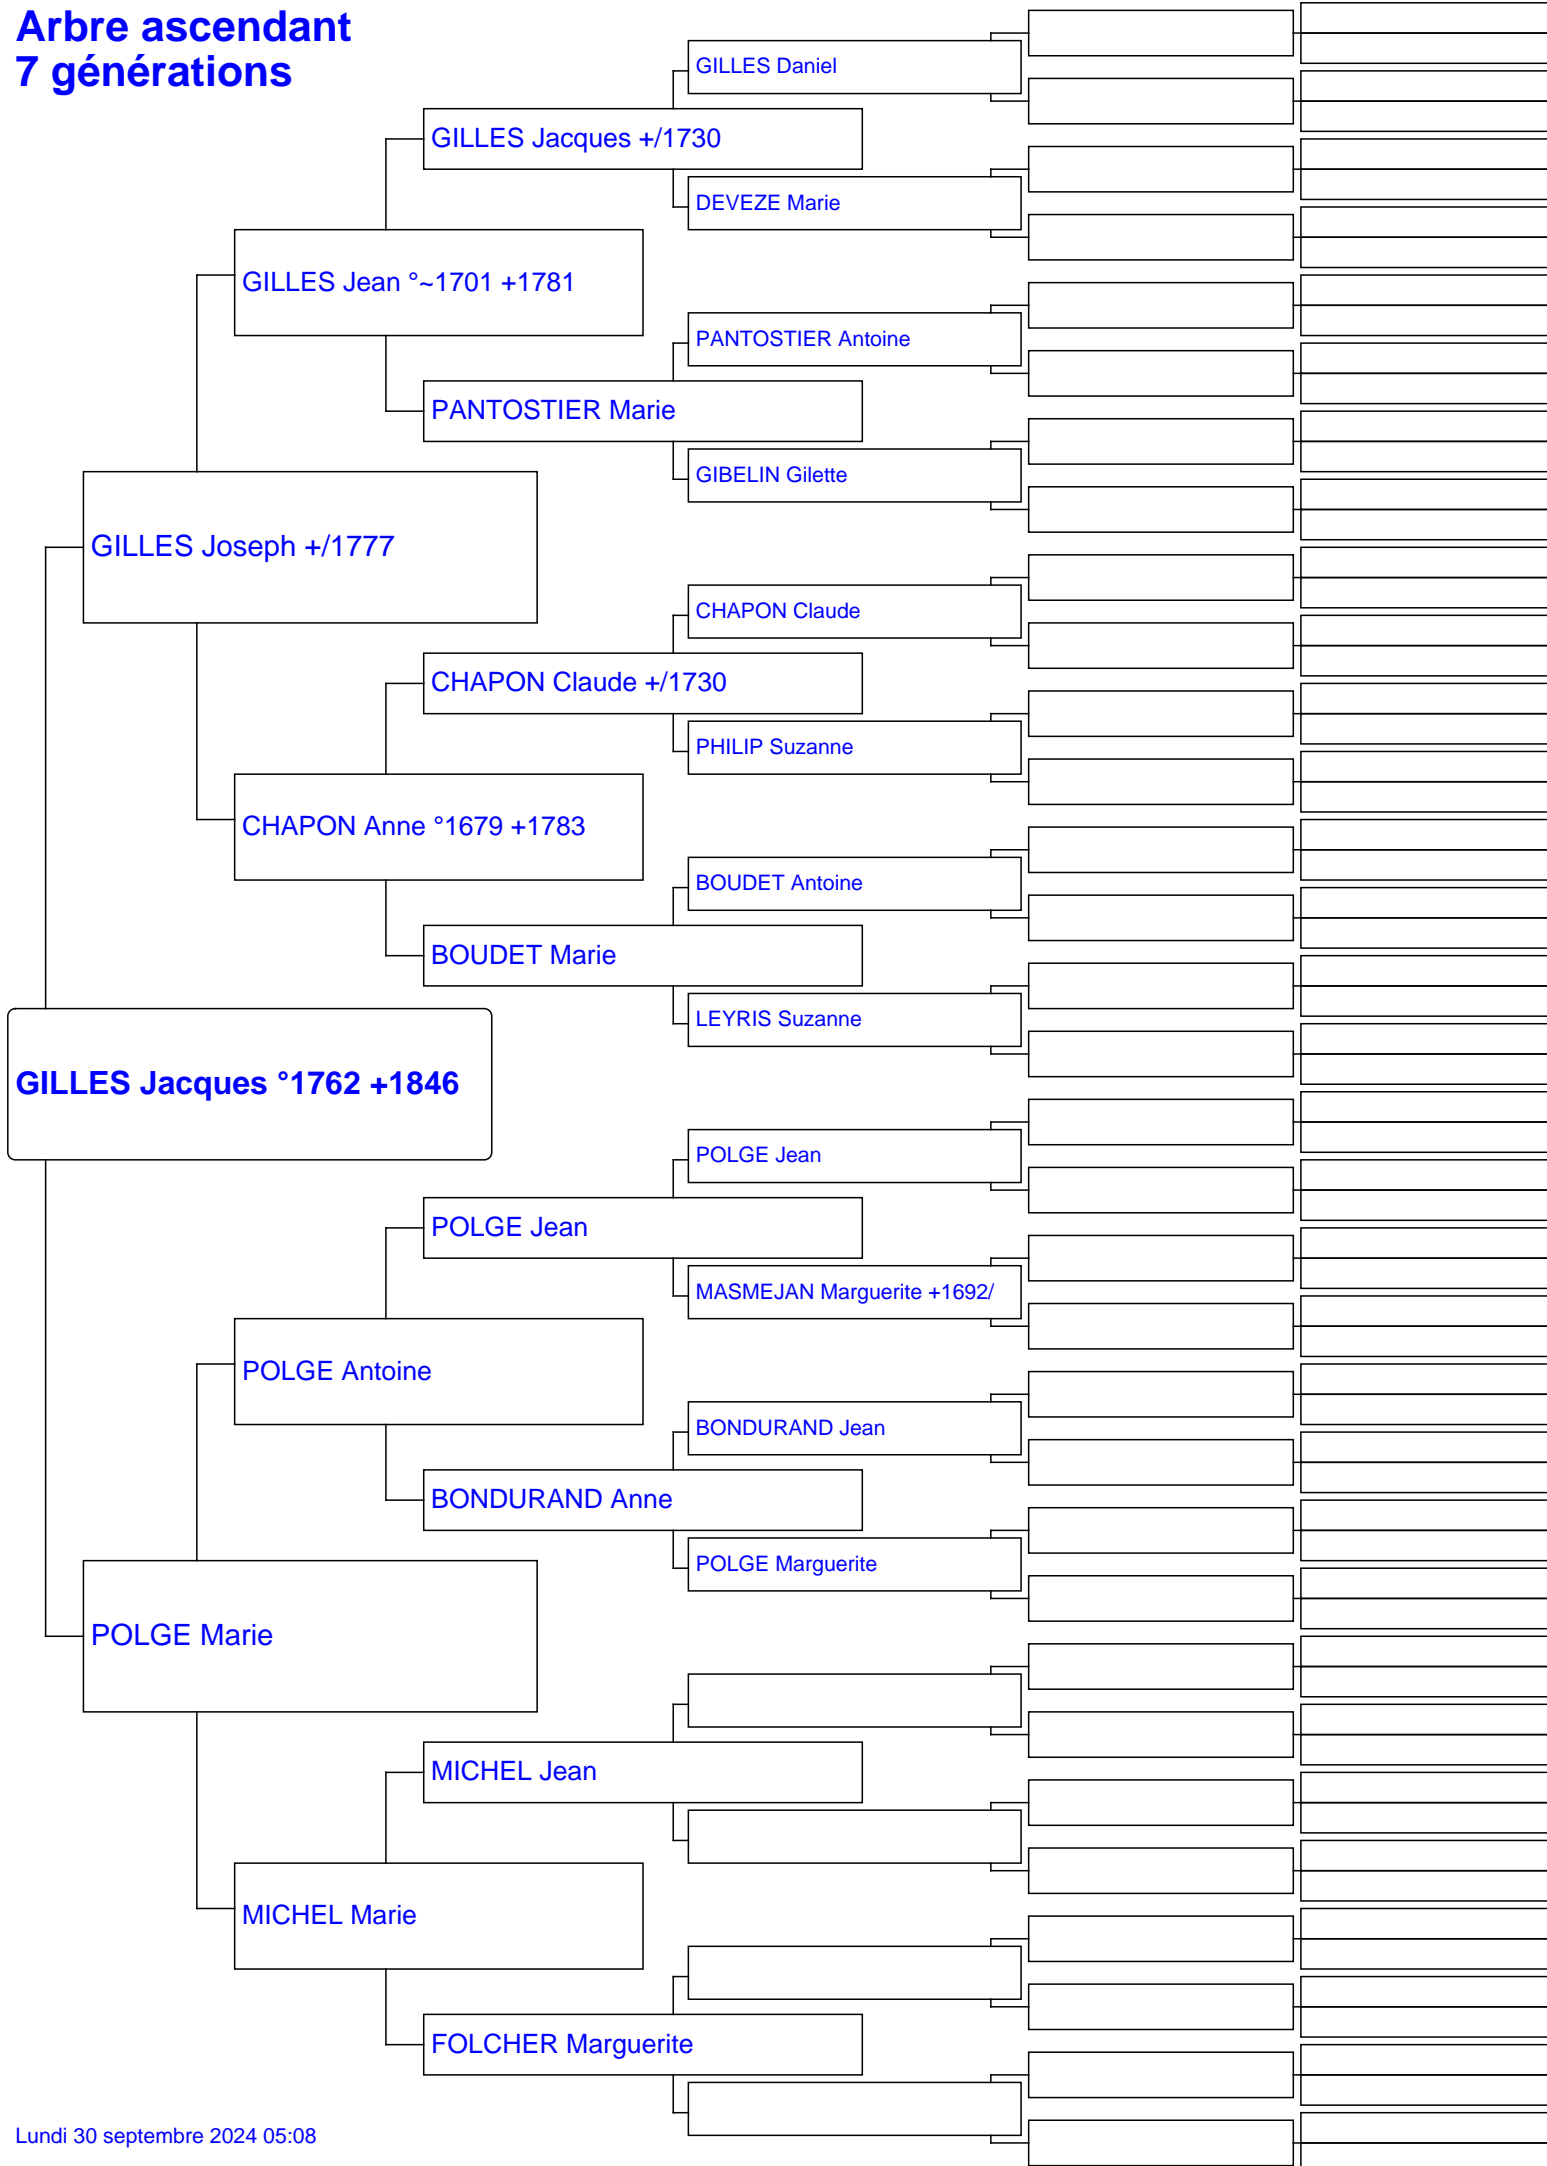 Arbre ascendant
7 générations
GILLES Daniel
GILLES Jacques +/1730
DEVEZE Marie
GILLES Jean °~1701 +1781
PANTOSTIER Antoine
PANTOSTIER Marie
GIBELIN Gilette
GILLES Joseph +/1777
CHAPON Claude
CHAPON Claude +/1730
PHILIP Suzanne
CHAPON Anne °1679 +1783
BOUDET Antoine
BOUDET Marie
LEYRIS Suzanne
GILLES Jacques °1762 +1846
POLGE Jean
POLGE Jean
MASMEJAN Marguerite +1692/
POLGE Antoine
BONDURAND Jean
BONDURAND Anne
POLGE Marguerite
POLGE Marie
MICHEL Jean
MICHEL Marie
FOLCHER Marguerite
Lundi 30 septembre 2024 05:08